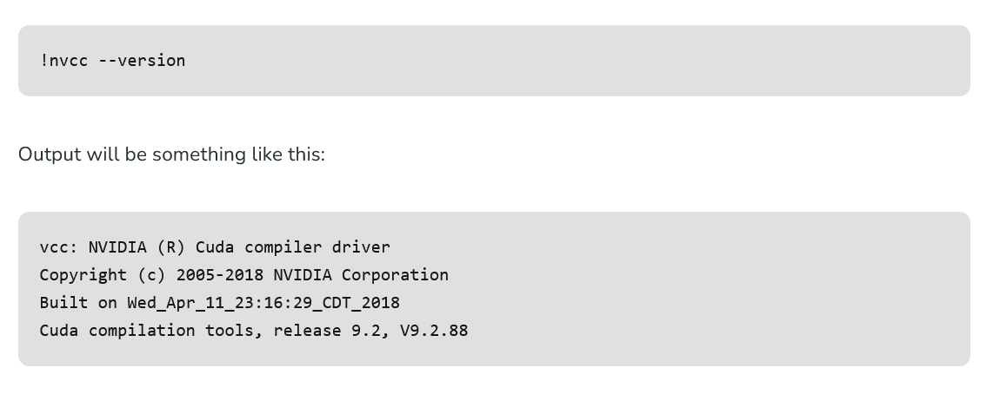 !nvcc --version
Output will be something like this:
vcc: NVIDIA (R) Cuda compiler driver
Copyright (c) 2005-2018 NVIDIA Corporation
Built on Wed_Apr_11_23:16:29_CDT_2018
Cuda compilation tools, release 9.2, V9.2.88